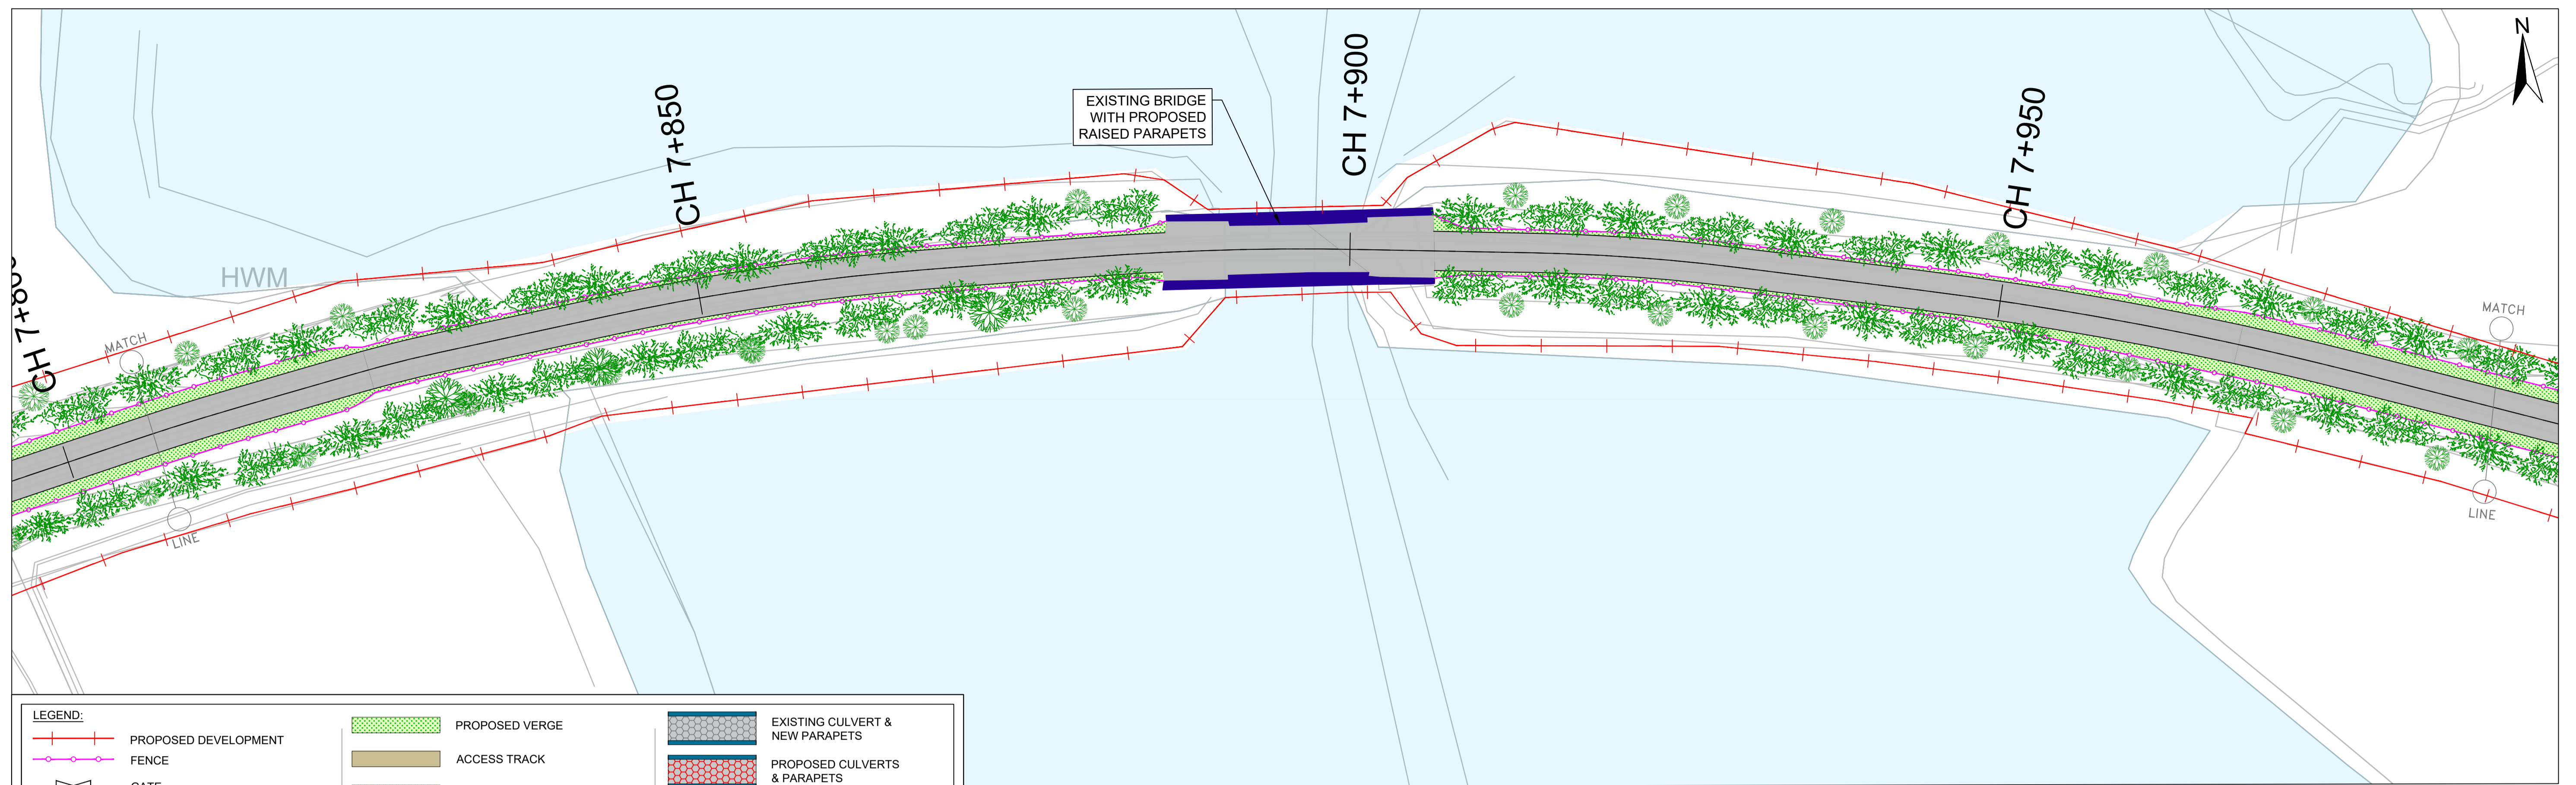 N
CH 7+900
CH 7+850
CH 7+950
EXISTING BRIDGE
WITH PROPOSED
RAISED PARAPETS
HWM
MATCH
LINE
MATCH
LINE
LEGEND:
PROPOSED DEVELOPMENT
FENCE
PROPOSED VERGE
ACCESS TRACK
EXISTING CULVERT &
NEW PARAPETS
PROPOSED CULVERTS
& PARAPETS